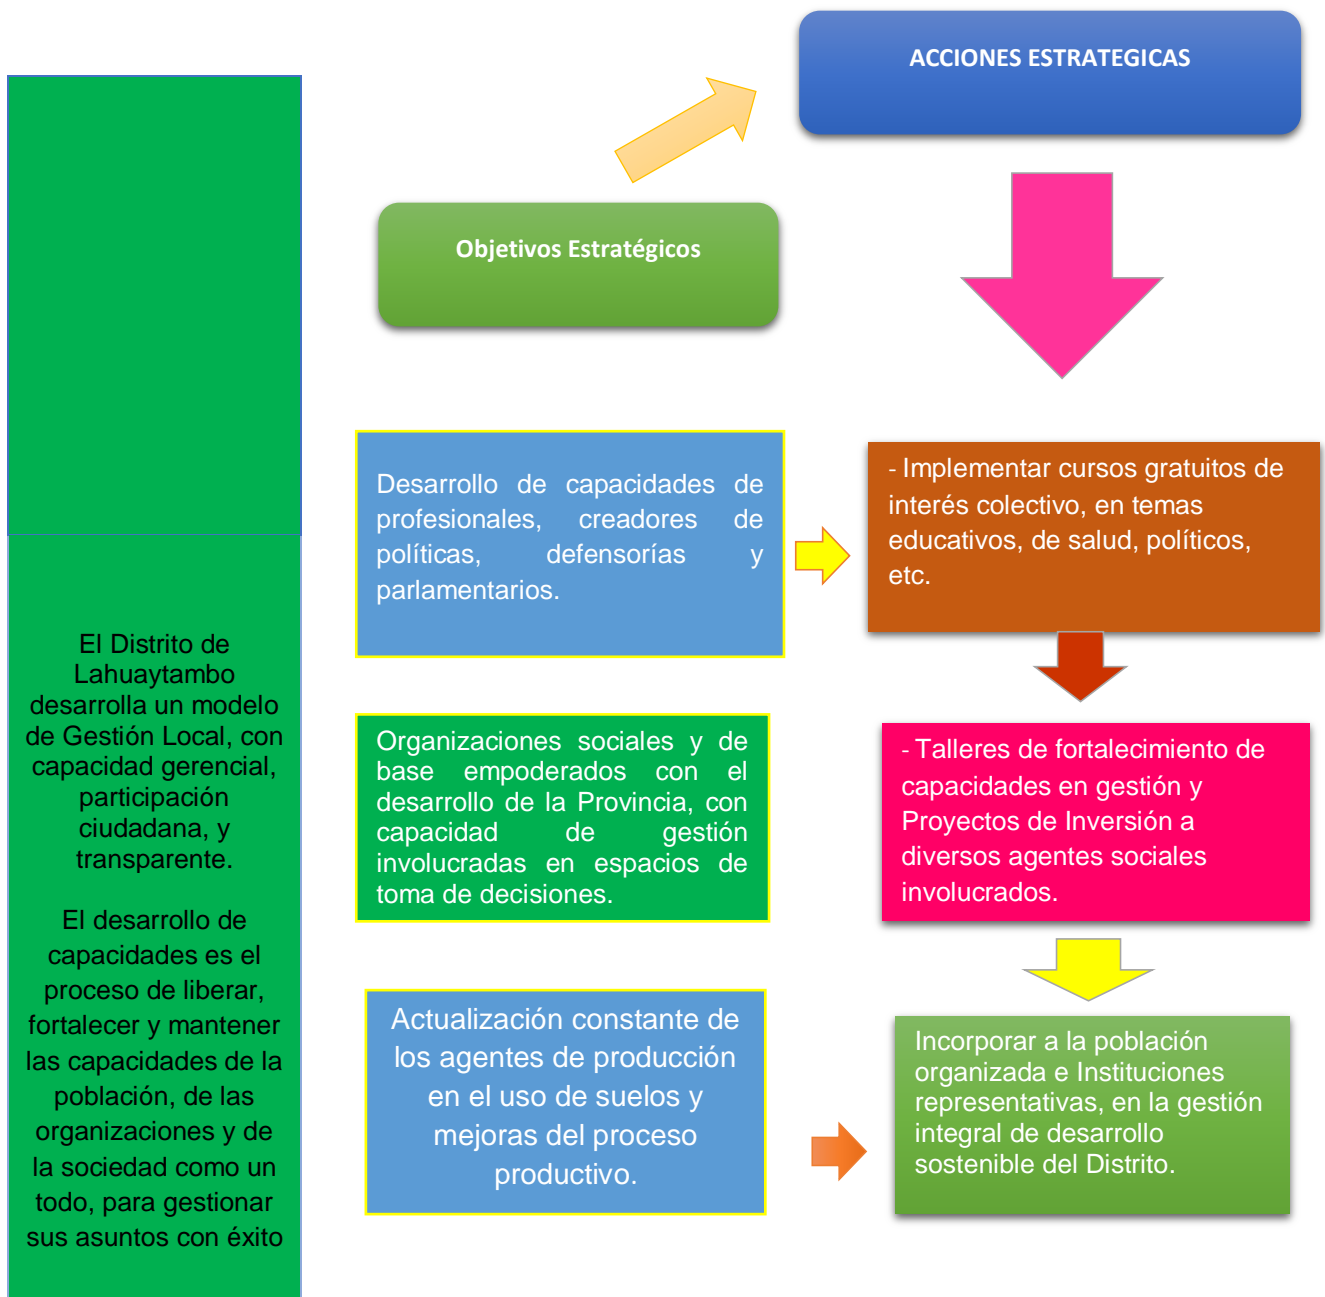 ACCIONES ESTRATEGICAS
Objetivos Estratégicos
El Distrito de
Lahuaytambo
desarrolla un modelo
de Gestión Local, con
capacidad gerencial,
participación
ciudadana, y
transparente.
El desarrollo de
capacidades es el
proceso de liberar,
fortalecer y mantener
las capacidades de la
población, de las
organizaciones y de
la sociedad como un
todo, para gestionar
sus asuntos con éxito
Desarrollo de capacidades de
profesionales, creadores de
políticas, defensorías y
parlamentarios.
- Implementar cursos gratuitos de
interés colectivo, en temas
educativos, de salud, políticos,
etc.
Organizaciones sociales y de
base empoderados con el
desarrollo de la Provincia, con
capacidad de gestión
involucradas en espacios de
toma de decisiones.
- Talleres de fortalecimiento de
capacidades en gestión y
Proyectos de Inversión a
diversos agentes sociales
involucrados.
Actualización constante de
los agentes de producción
en el uso de suelos y
mejoras del proceso
productivo.
Incorporar a la población
organizada e Instituciones
representativas, en la gestión
integral de desarrollo
sostenible del Distrito.